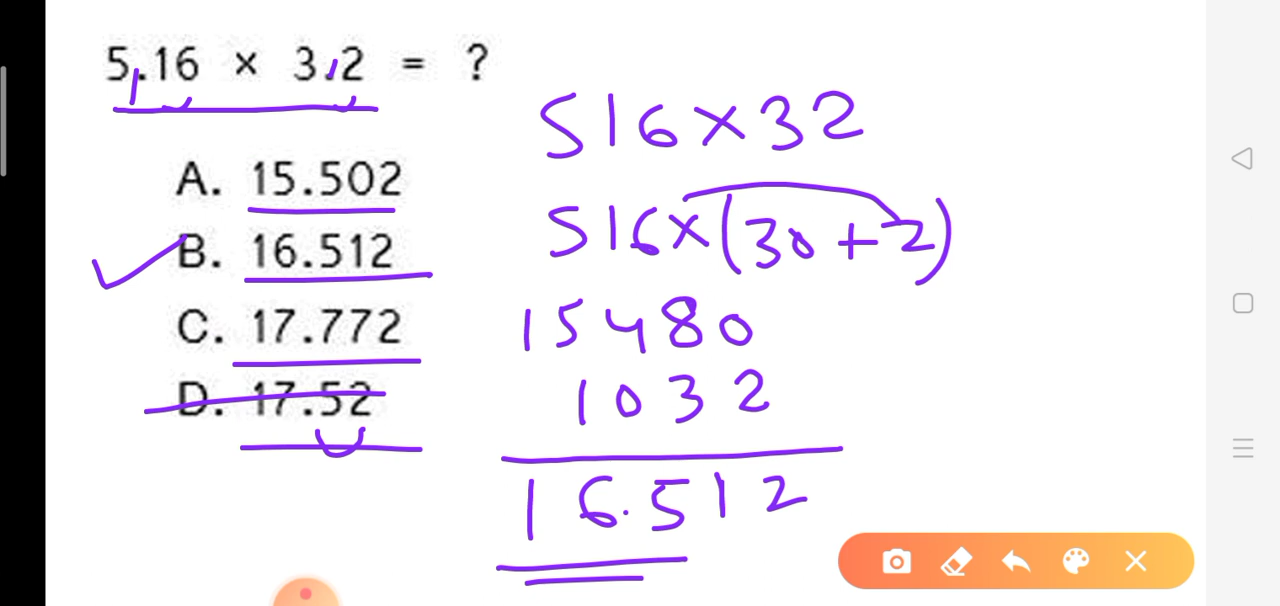 5.16 × 3.2 = ?
A. 15.502
B. 16.512
C. 17.772
D. 17.52
516×32
516×(30+2)
15480
1032
16.512